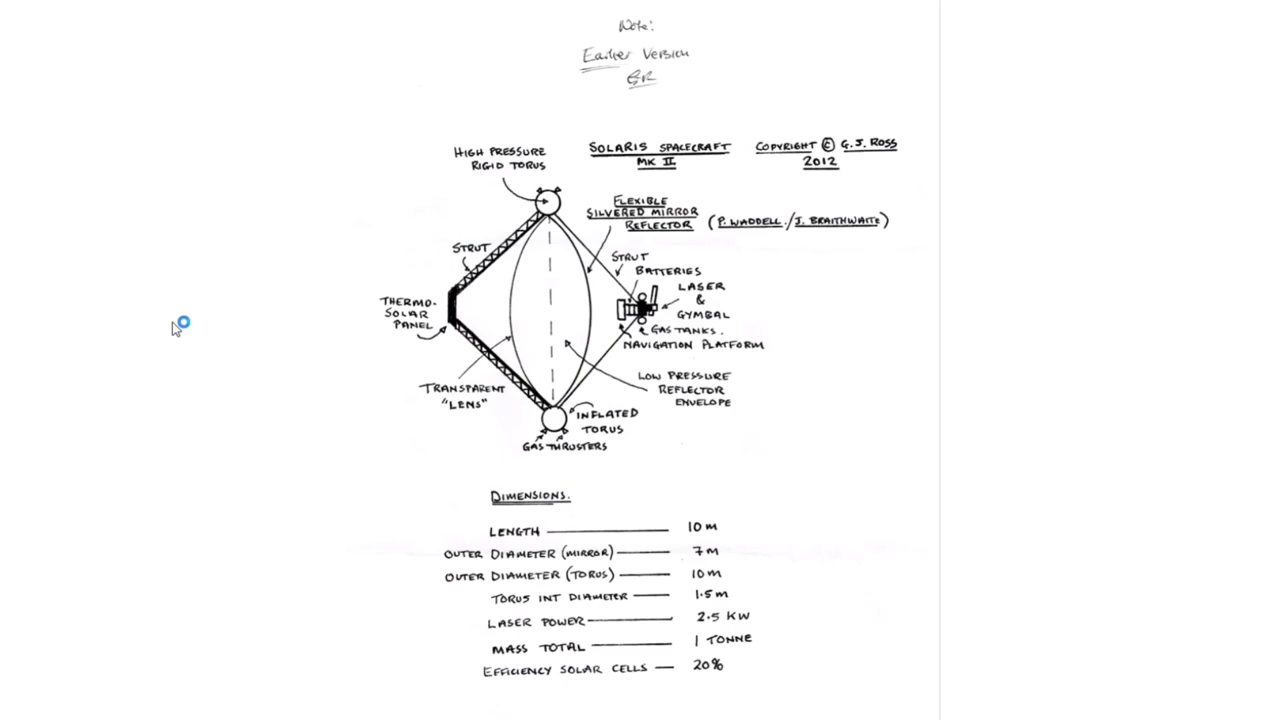 Note:
Earlier Version
GR
HIGH PRESSURE
RIGID TORUS
SOLARIS SPACECRAFT
MK II
COPYRIGHT © G.J. ROSS
2012
FLEXIBLE
SILVERED MIRROR
REFLECTOR
(P. WADDELL./J. BRAITHWAITE)
STRUT
STRUT
BATTERIES
LASER
&
GYMBAL
THERMO-
SOLAR
PANEL
GAS TANKS.
NAVIGATION PLATFORM
TRANSPARENT
"LENS"
LOW PRESSURE
REFLECTOR
ENVELOPE
INFLATED
TORUS
GAS THRUSTERS
DIMENSIONS.
LENGTH 10 m
OUTER DIAMETER (MIRROR) 7 M
OUTER DIAMETER (TORUS) 10 m
TORUS INT DIAMETER 1.5 m
LASER POWER 2.5 KW
MASS TOTAL 1 TONNE
EFFICIENCY SOLAR CELLS 20%